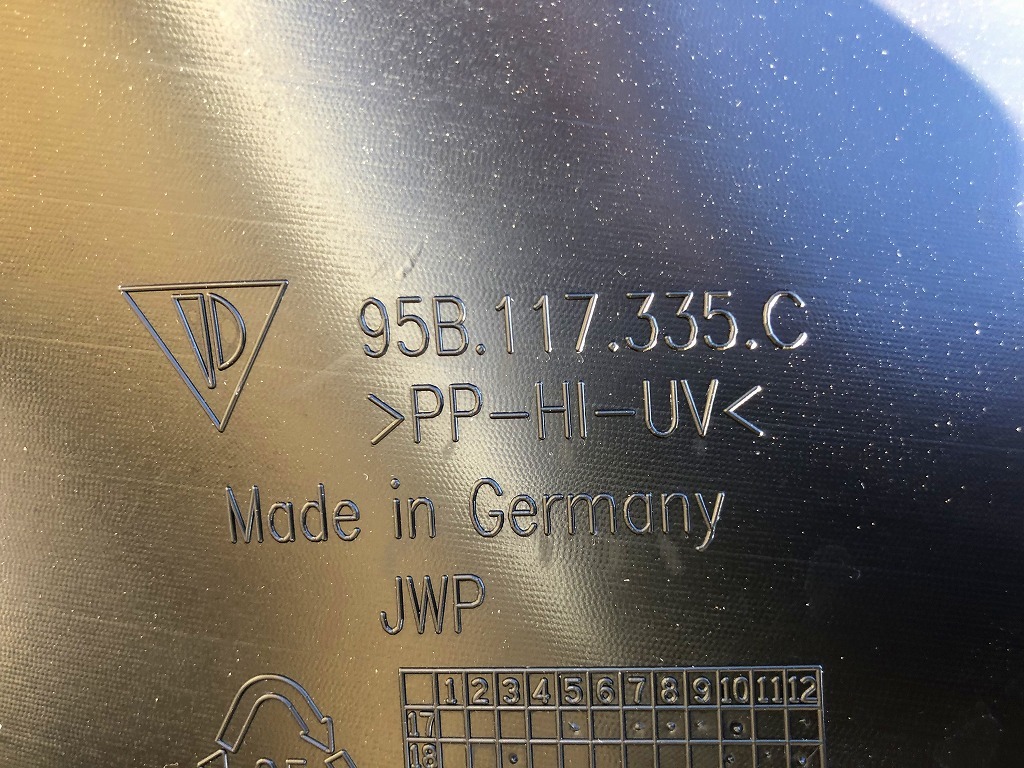 95B.117.335.C
>PP-HI-UV<
Made in Germany
JWP
1 2 3 4 5 6 7 8 9 10 11 12
17
18